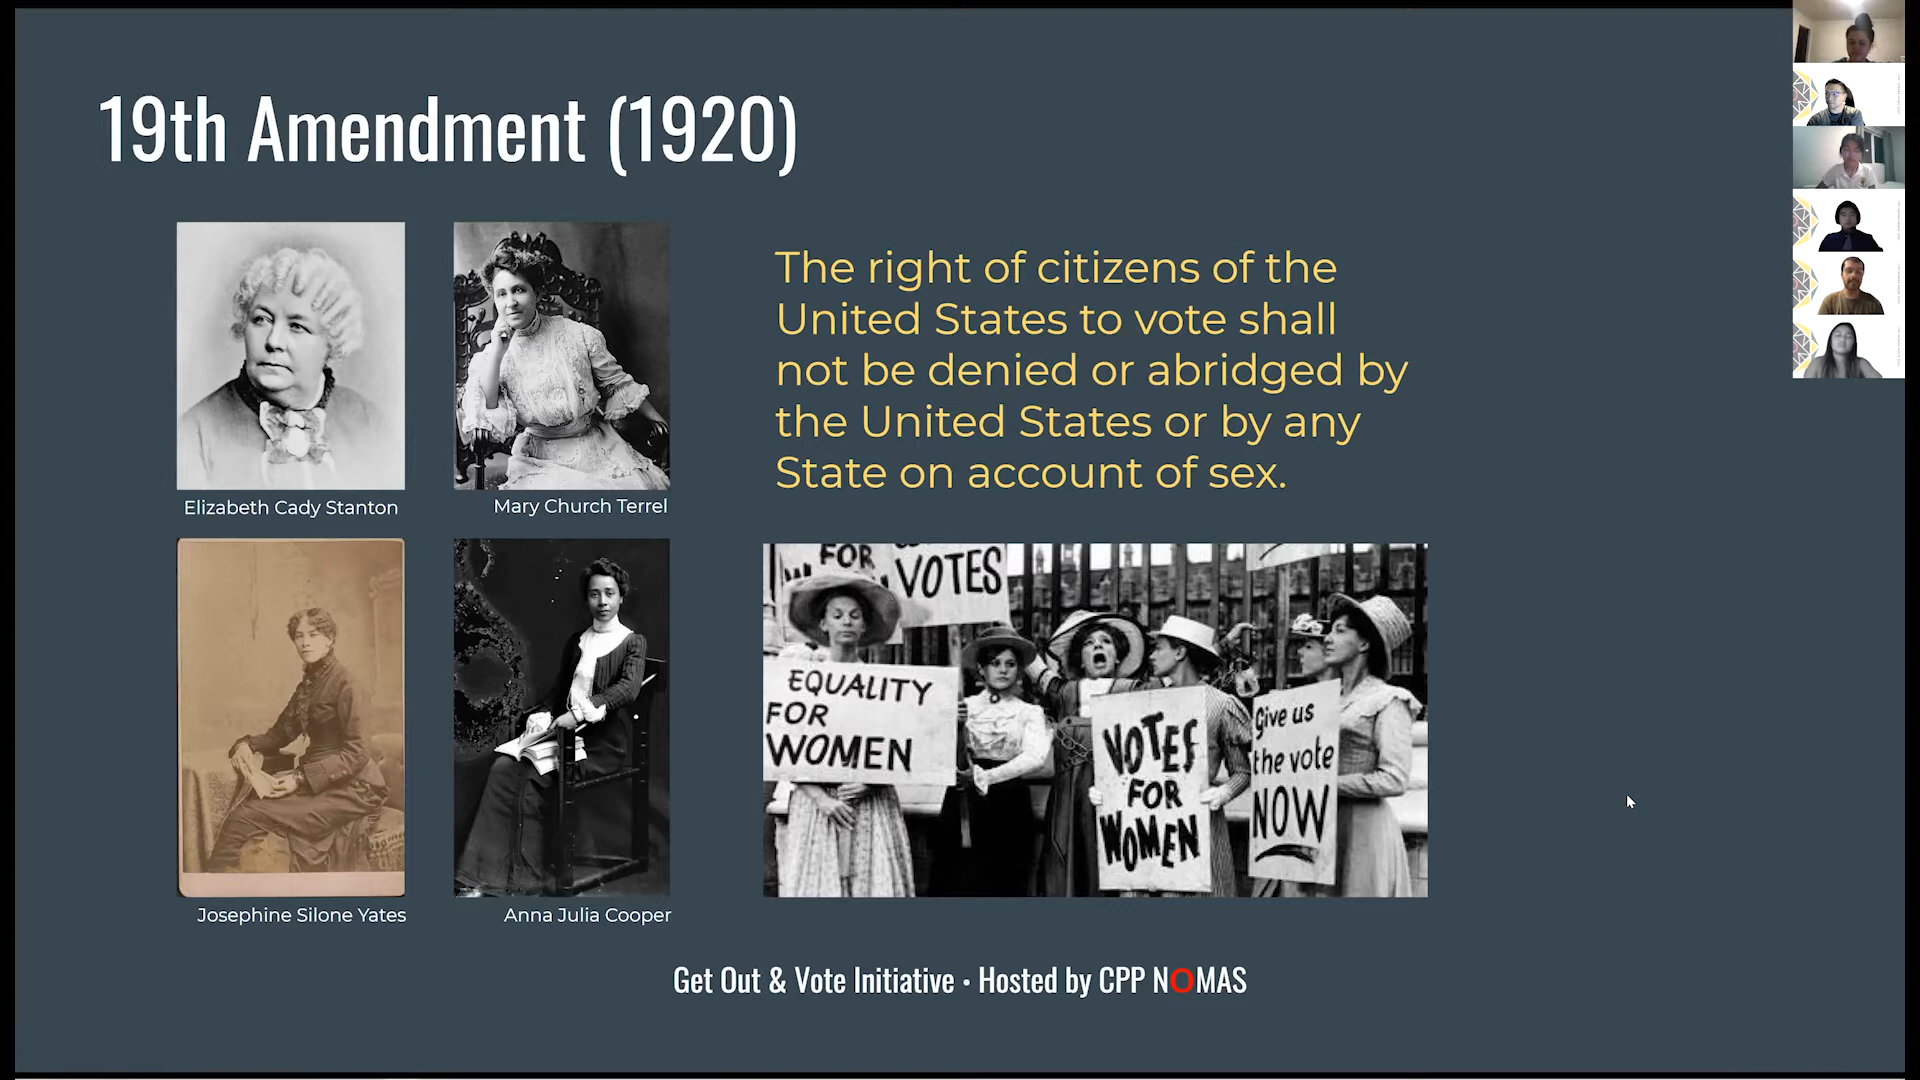 19th Amendment (1920)
Elizabeth Cady Stanton
Mary Church Terrel
Josephine Silone Yates
Anna Julia Cooper
The right of citizens of the
United States to vote shall
not be denied or abridged by
the United States or by any
State on account of sex.
FOR
VOTES
EQUALITY
FOR
WOMEN
VOTES
FOR
WOMEN
Give us
the vote
NOW
Get Out & Vote Initiative • Hosted by CPP NOMAS